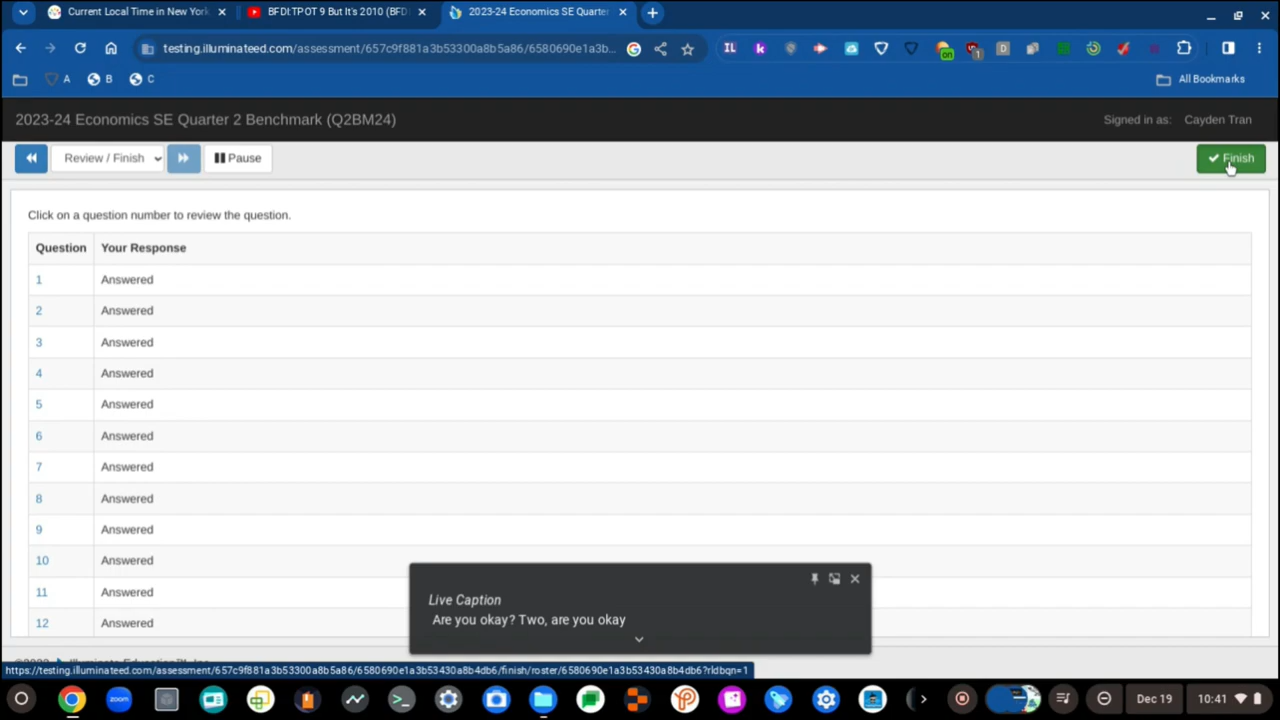 Current Local Time in New York
BFDI:TPOT 9 But It's 2010 (BFD
2023-24 Economics SE Quarter
testing.illuminateed.com/assessment/657c9f881a3b53300a8b5a86/6580690e1a3b...
IL
k
on
1
D
A
B
C
All Bookmarks
2023-24 Economics SE Quarter 2 Benchmark (Q2BM24)
Signed in as: Cayden Tran
Review / Finish
Pause
Finish
Click on a question number to review the question.
Question Your Response
1 Answered
2 Answered
3 Answered
4 Answered
5 Answered
6 Answered
7 Answered
8 Answered
9 Answered
10 Answered
11 Answered
12 Answered
Live Caption
Are you okay? Two, are you okay
https://testing.illuminateed.com/assessment/657c9f881a3b53300a8b5a86/6580690e1a3b53430a8b4db6/finish/roster/6580690e1a3b53430a8b4db6?rldbqn=1
zoom
Dec 19
10:41